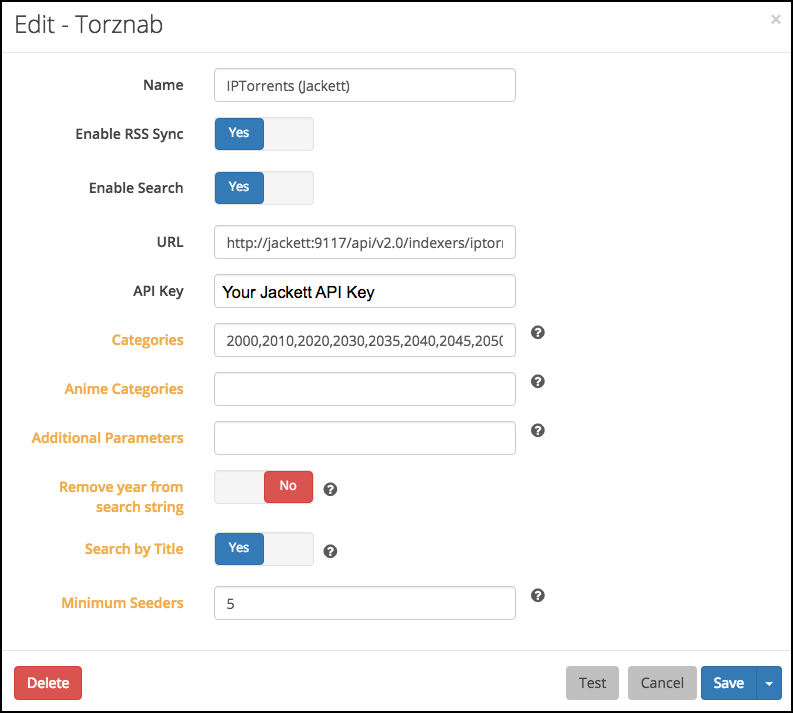 Edit - Torznab
×
Name
IPTorrents (Jackett)
Enable RSS Sync
Yes
Enable Search
Yes
URL
http://jackett:9117/api/v2.0/indexers/iptorr
API Key
Your Jackett API Key
Categories
2000,2010,2020,2030,2035,2040,2045,2050
?
Anime Categories
?
Additional Parameters
?
Remove year from
search string
No
?
Search by Title
Yes
?
Minimum Seeders
5
?
Delete
Test
Cancel
Save